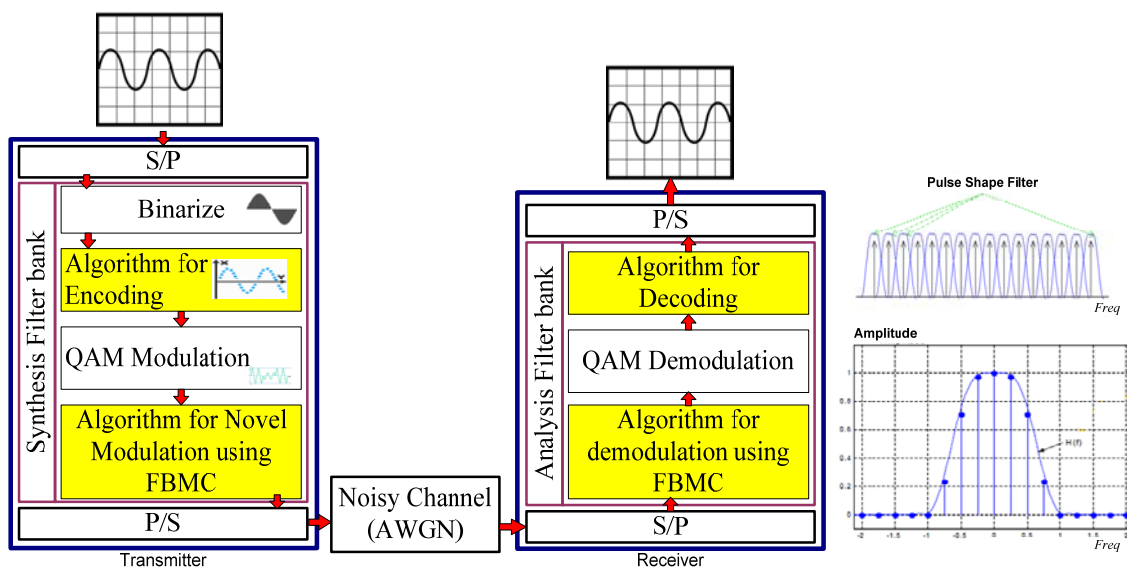 S/P
Synthesis Filter bank
Binarize
Algorithm for
Encoding
QAM Modulation
Algorithm for Novel
Modulation using
FBMC
P/S
Transmitter
Noisy Channel
(AWGN)
P/S
Analysis Filter bank
Algorithm for
Decoding
QAM Demodulation
Algorithm for
demodulation using
FBMC
S/P
Receiver
Pulse Shape Filter
Freq
Amplitude
1
0.8
0.6
0.4
0.2
0
H (f)
-2 -1.5 -1 -0.5 0 0.5 1 1.5 2
Freq